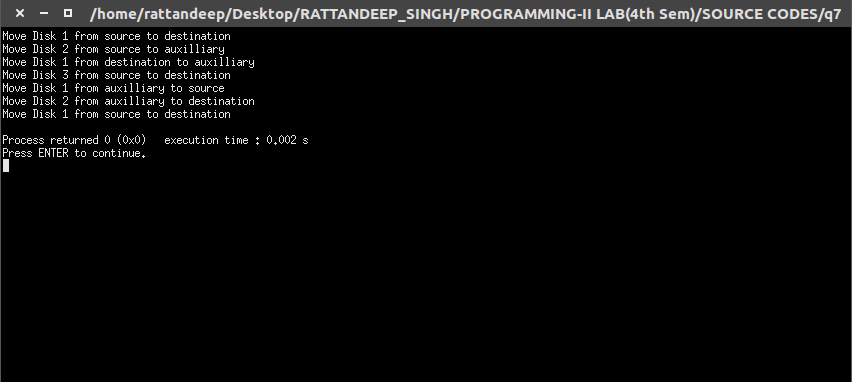 /home/rattandeep/Desktop/RATTANDEEP_SINGH/PROGRAMMING-II LAB(4th Sem)/SOURCE CODES/q7
Move Disk 1 from source to destination
Move Disk 2 from source to auxilliary
Move Disk 1 from destination to auxilliary
Move Disk 3 from source to destination
Move Disk 1 from auxilliary to source
Move Disk 2 from auxilliary to destination
Move Disk 1 from source to destination
Process returned 0 (0x0)   execution time : 0.002 s
Press ENTER to continue.